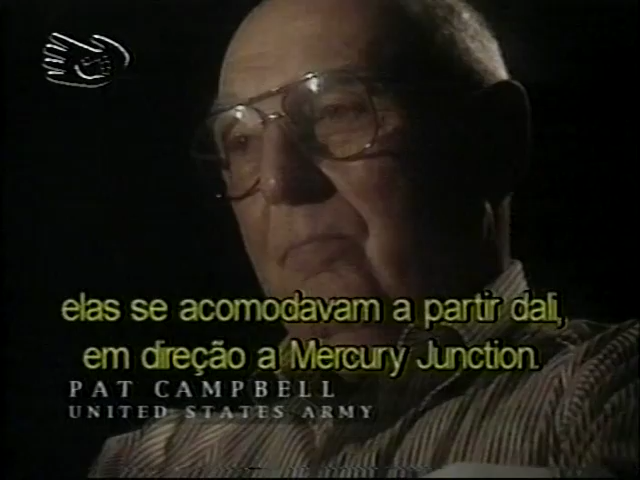 elas se acomodavam a partir dali,
em direção a Mercury Junction.
PAT CAMPBELL
UNITED STATES ARMY